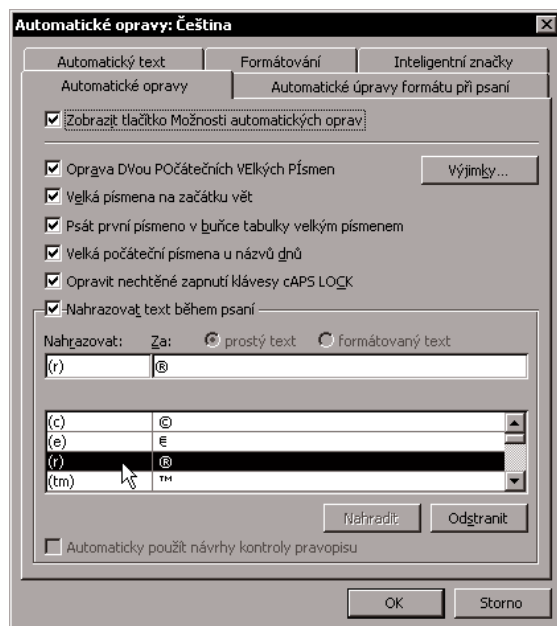 Automatické opravy: Čeština
Automatický text Formátování Inteligentní značky
Automatické opravy Automatické úpravy formátu při psaní
Zobrazit tlačítko Možnosti automatických oprav
Oprava DVou POčátečních VElkých PÍsmen Výjimky...
Velká písmena na začátku vět
Psát první písmeno v buňce tabulky velkým písmenem
Velká počáteční písmena u názvů dnů
Opravit nechtěné zapnutí klávesy cAPS LOCK
Nahrazovat text během psaní
Nahrazovat: Za: prostý text formátovaný text
(r) ®
(c) ©
(e) €
(r) ®
(tm) ™
Nahradit Odstranit
Automaticky použít návrhy kontroly pravopisu
OK Storno